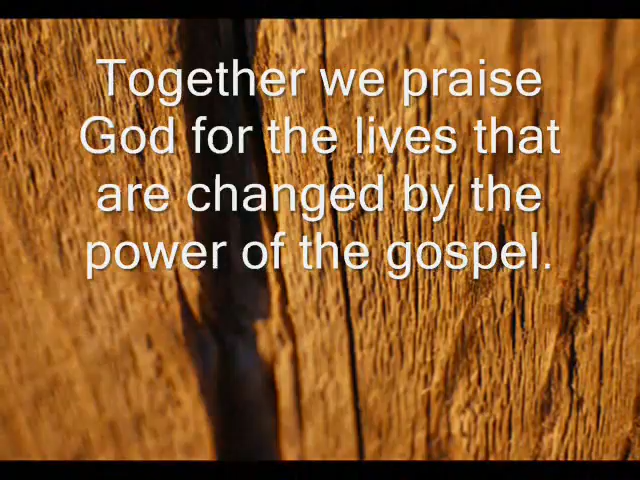 Together we praise
God for the lives that
are changed by the
power of the gospel.